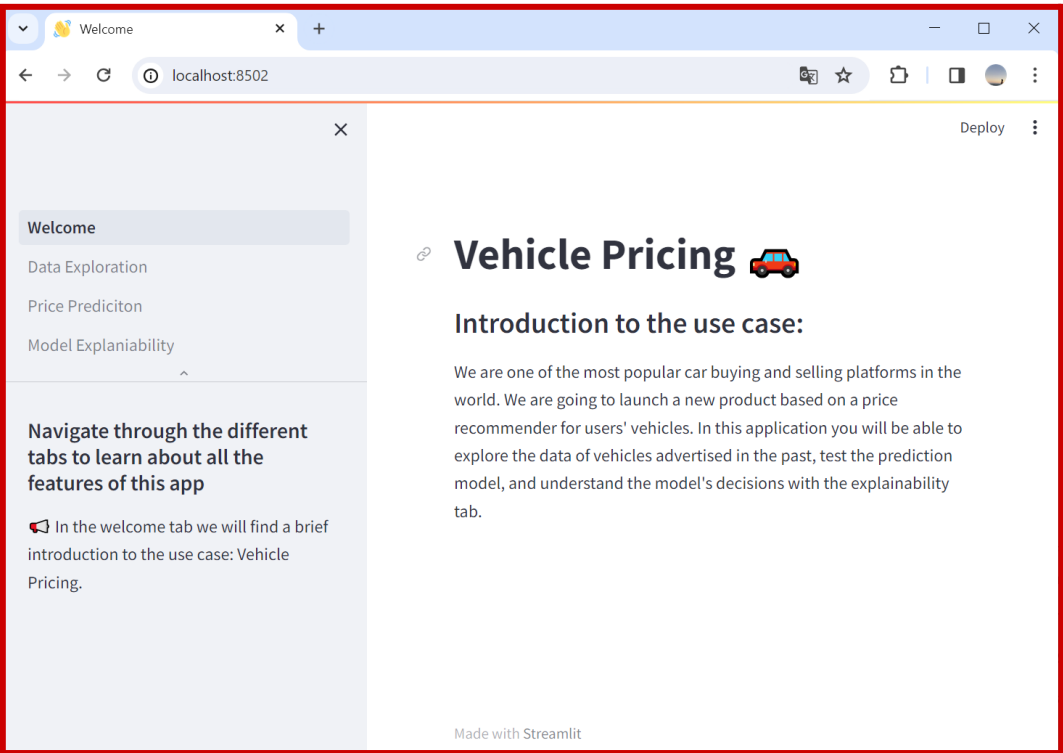 Welcome
localhost:8502
Deploy
Welcome
Data Exploration
Price Prediciton
Model Explaniability
Navigate through the different
tabs to learn about all the
features of this app
📢 In the welcome tab we will find a brief
introduction to the use case: Vehicle
Pricing.
Vehicle Pricing 🚗
Introduction to the use case:
We are one of the most popular car buying and selling platforms in the
world. We are going to launch a new product based on a price
recommender for users' vehicles. In this application you will be able to
explore the data of vehicles advertised in the past, test the prediction
model, and understand the model's decisions with the explainability
tab.
Made with Streamlit